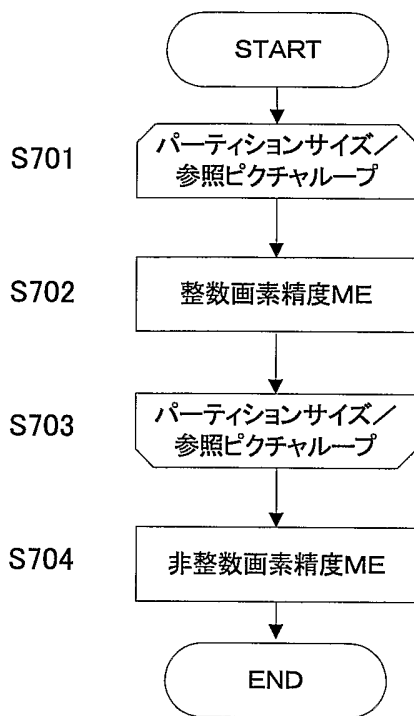 START
S701
パーティションサイズ/
参照ピクチャループ
S702
整数画素精度ME
S703
パーティションサイズ/
参照ピクチャループ
S704
非整数画素精度ME
END